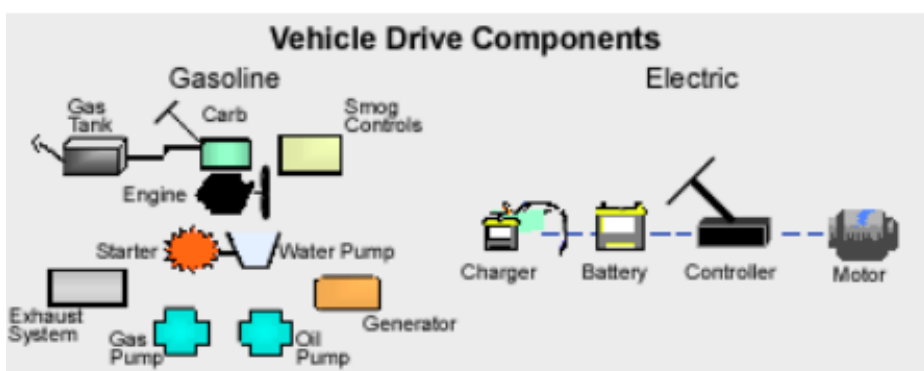 Vehicle Drive Components
Gasoline
Gas
Tank
Carb
Smog
Controls
Engine
Starter
Water Pump
Exhaust
System
Gas
Pump
Oil
Pump
Generator
Electric
Charger
Battery
Controller
Motor